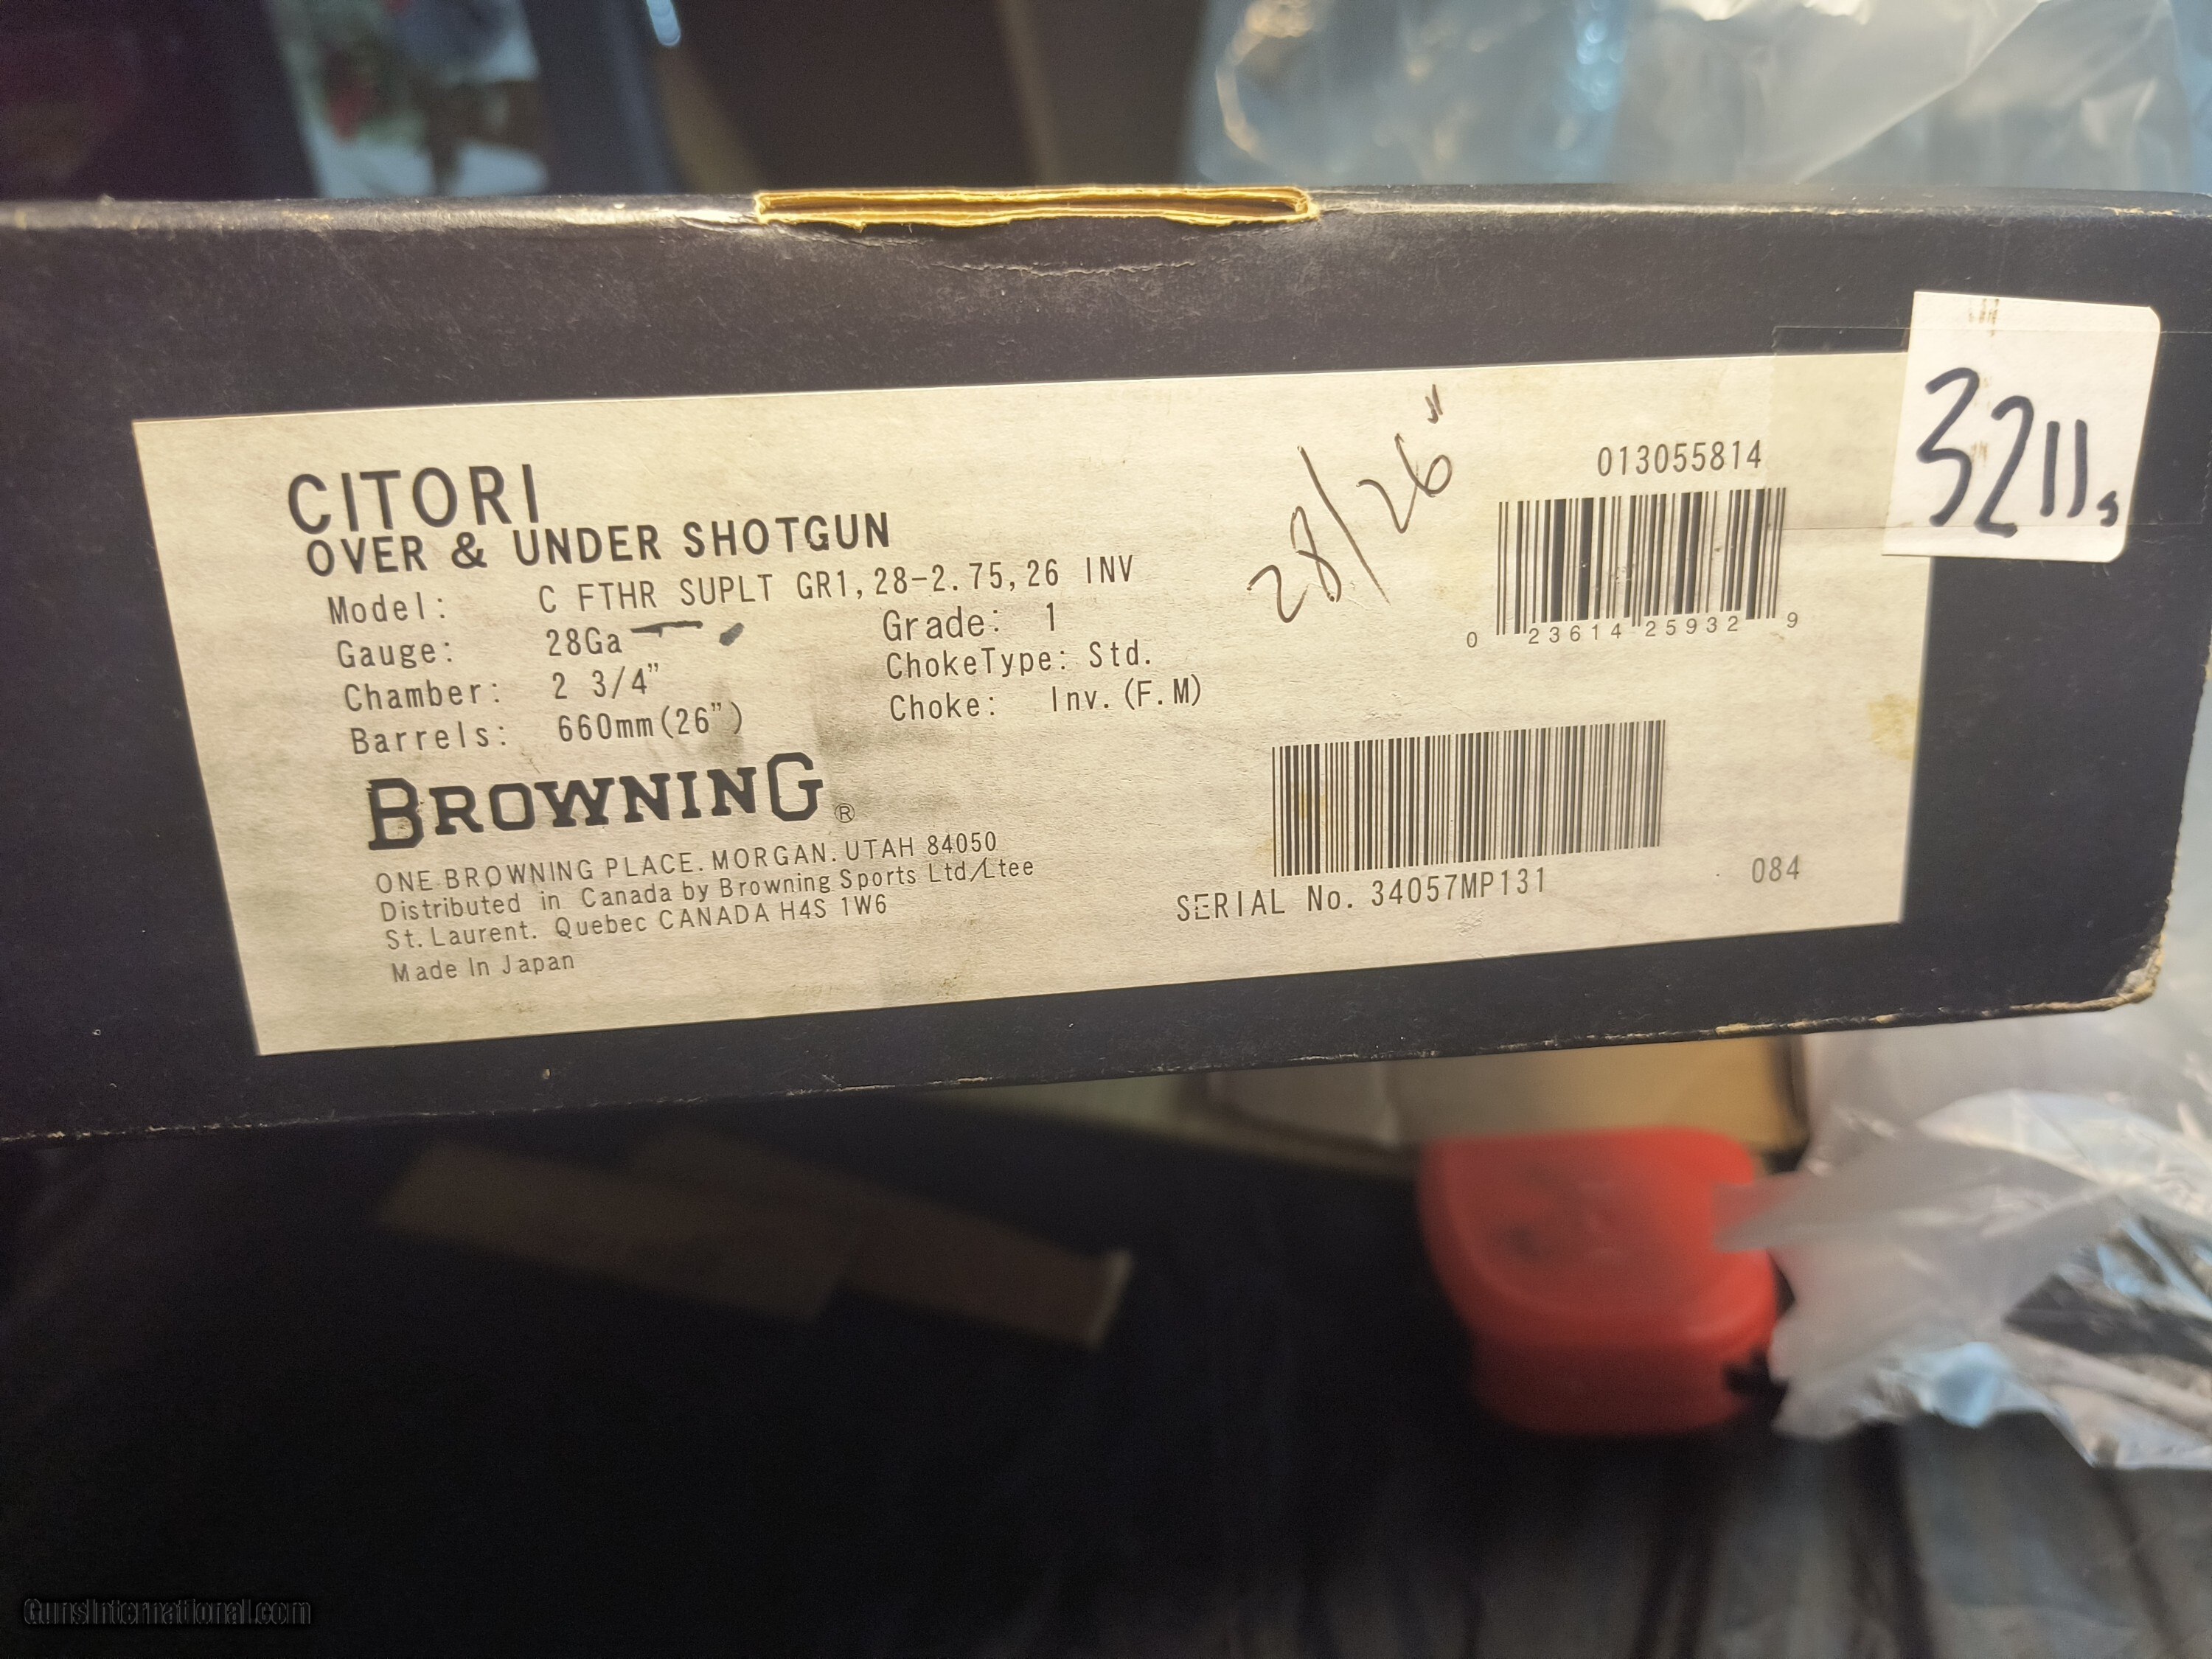 CITORI
OVER & UNDER SHOTGUN
Model: C FTHR SUPLT GR1, 28-2.75, 26 INV
Gauge: 28Ga Grade: 1
Chamber: 2 3/4” ChokeType: Std.
Barrels: 660mm(26”) Choke: Inv. (F.M)
BROWNING®
ONE BROWNING PLACE. MORGAN. UTAH 84050
Distributed in Canada by Browning Sports Ltd/Ltee
St. Laurent. Quebec CANADA H4S 1W6
Made In Japan
28/26"
013055814
0 23614 25932 9
SERIAL No. 34057MP131
084
3211s
GunsInternational.com